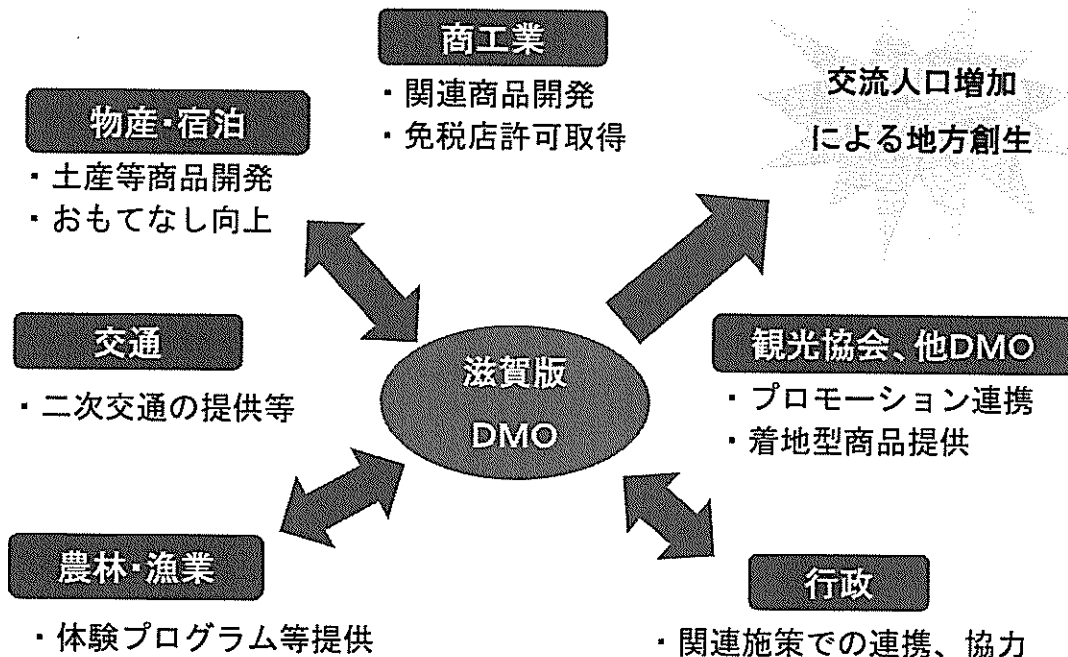 商工業
・関連商品開発
・免税店許可取得
交流人口増加
による地方創生
物産・宿泊
・土産等商品開発
・おもてなし向上
交通
・二次交通の提供等
滋賀版
DMO
観光協会、他DMO
・プロモーション連携
・着地型商品提供
農林・漁業
・体験プログラム等提供
行政
・関連施策での連携、協力